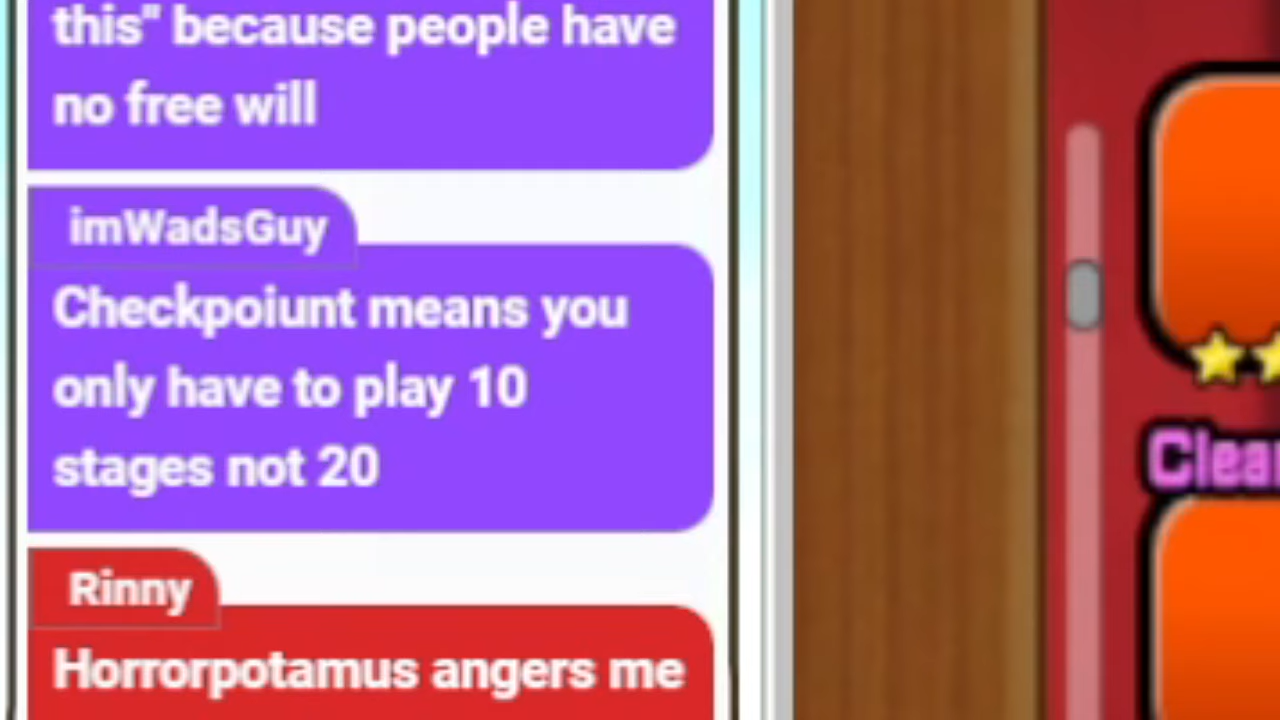 this" because people have
no free will
imWadsGuy
Checkpoiunt means you
only have to play 10
stages not 20
Rinny
Horrorpotamus angers me
Clear